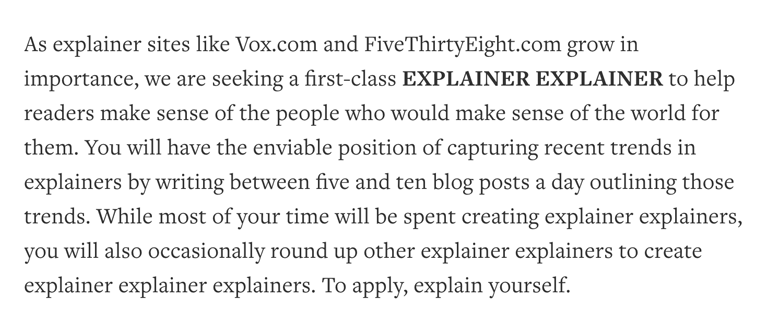 As explainer sites like Vox.com and FiveThirtyEight.com grow in
importance, we are seeking a first-class EXPLAINER EXPLAINER to help
readers make sense of the people who would make sense of the world for
them. You will have the enviable position of capturing recent trends in
explainers by writing between five and ten blog posts a day outlining those
trends. While most of your time will be spent creating explainer explainers,
you will also occasionally round up other explainer explainers to create
explainer explainer explainers. To apply, explain yourself.